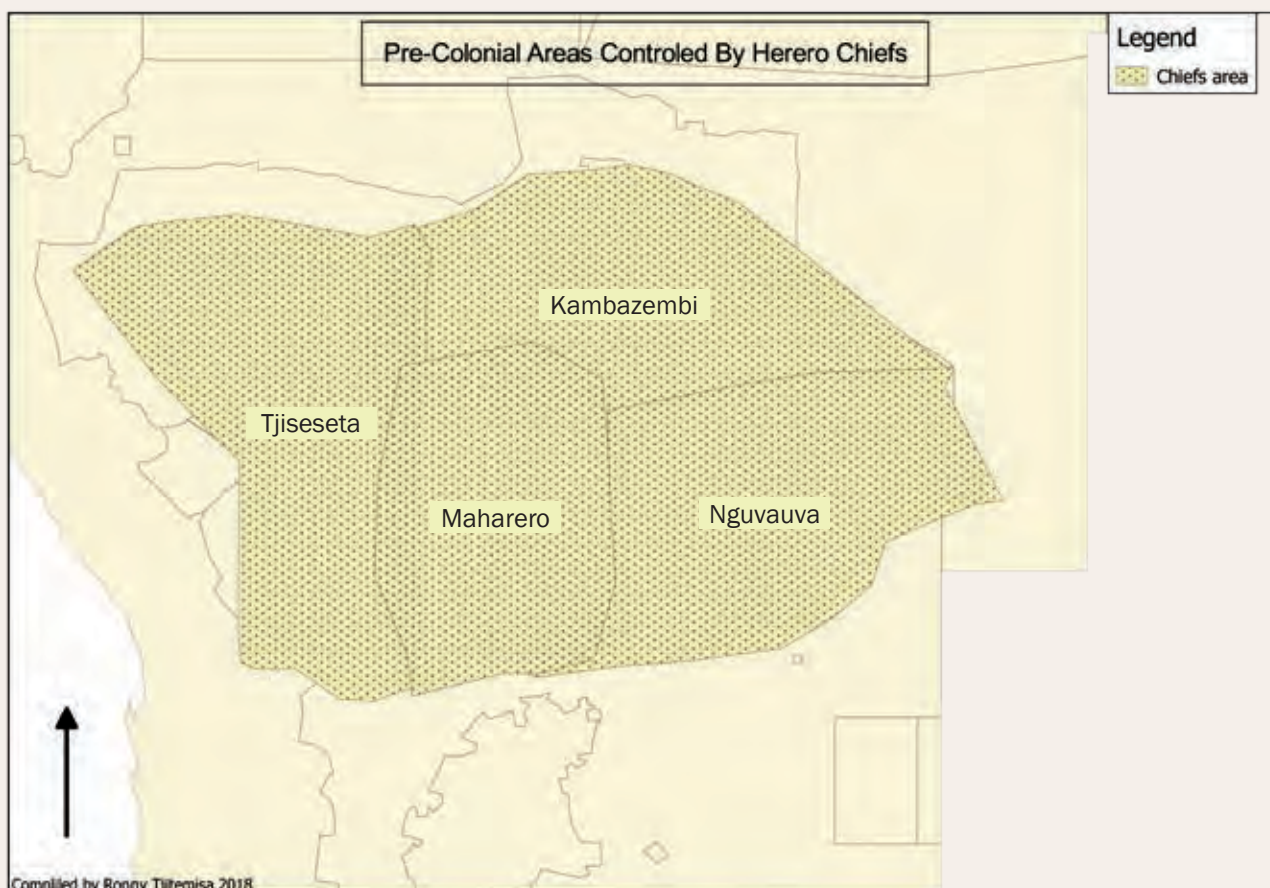 Pre-Colonial Areas Controled By Herero Chiefs
Legend
Chiefs area
Kambazembi
Tjiseseta
Maharero
Nguvauva
Compiled by Ronny Tjitemisa 2018